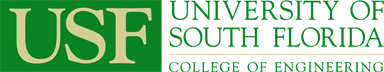 USF
UNIVERSITY OF
SOUTH FLORIDA
COLLEGE OF ENGINEERING